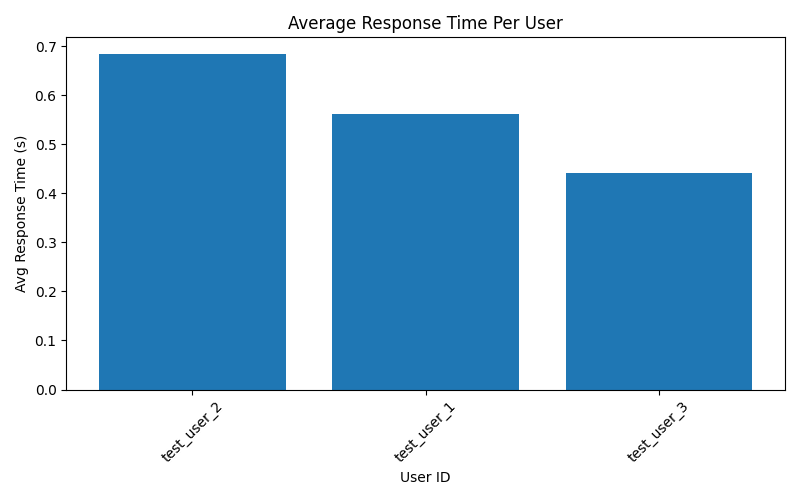 Average Response Time Per User
Avg Response Time (s)
0.7
0.6
0.5
0.4
0.3
0.2
0.1
0.0
test_user_2
test_user_1
test_user_3
User ID